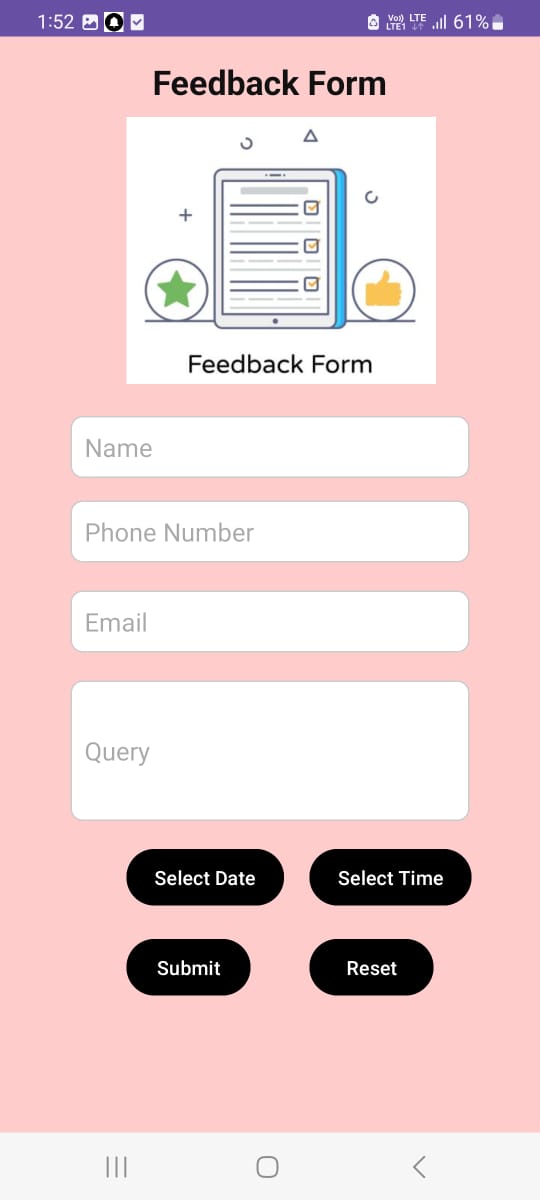 1:52 Vo)) LTE LTE1 61%
Feedback Form
Feedback Form
Name
Phone Number
Email
Query
Select Date Select Time
Submit Reset